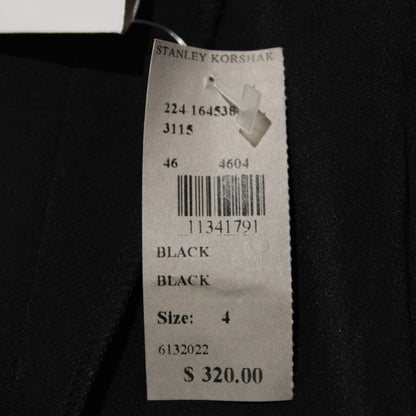 STANLEY KORSHAK
224 164538
3115
46 4604
11341791
BLACK
BLACK
Size: 4
6132022
$ 320.00